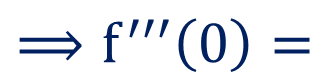 ⟹ f′′′(0) =